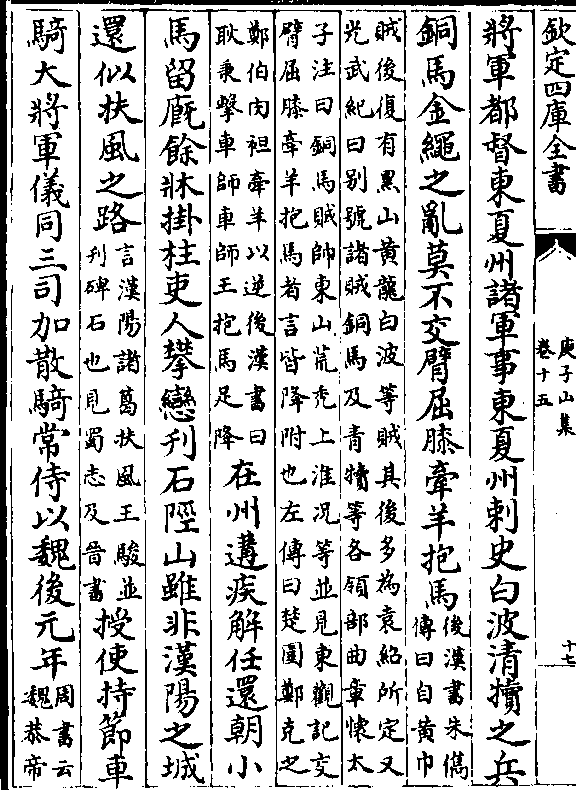 欽定四庫全書
庾子山集
卷十五
十七
將軍都督東夏州諸軍事東夏州刺史白波清犢之兵
銅馬金繩之亂莫不交臂屈膝牽羊抱馬
後漢書朱儁
傳曰自黃巾
賊後復有黑山黃龍白波等賊其後多為袁紹所定又
光武紀曰别號諸賊銅馬及青犢等各領部曲章懷太
子注曰銅馬賊帥東山荒禿上淮況等並見東觀記交
臂屈膝牽羊抱馬者言皆降附也左傳曰楚圍鄭克之
鄭伯肉袒牽羊以逆後漢書曰
耿秉擊車師車師王抱馬足降
在州遘疾解任還朝小
馬留廐餘牀掛柱吏人攀戀刋石陘山雖非漢陽之城
還似扶風之路
言漢陽諸葛扶風王駿並
刋碑石也見蜀志及晉書
授使持節車
騎大將軍儀同三司加散騎常侍以魏後元年
周書云
魏恭帝